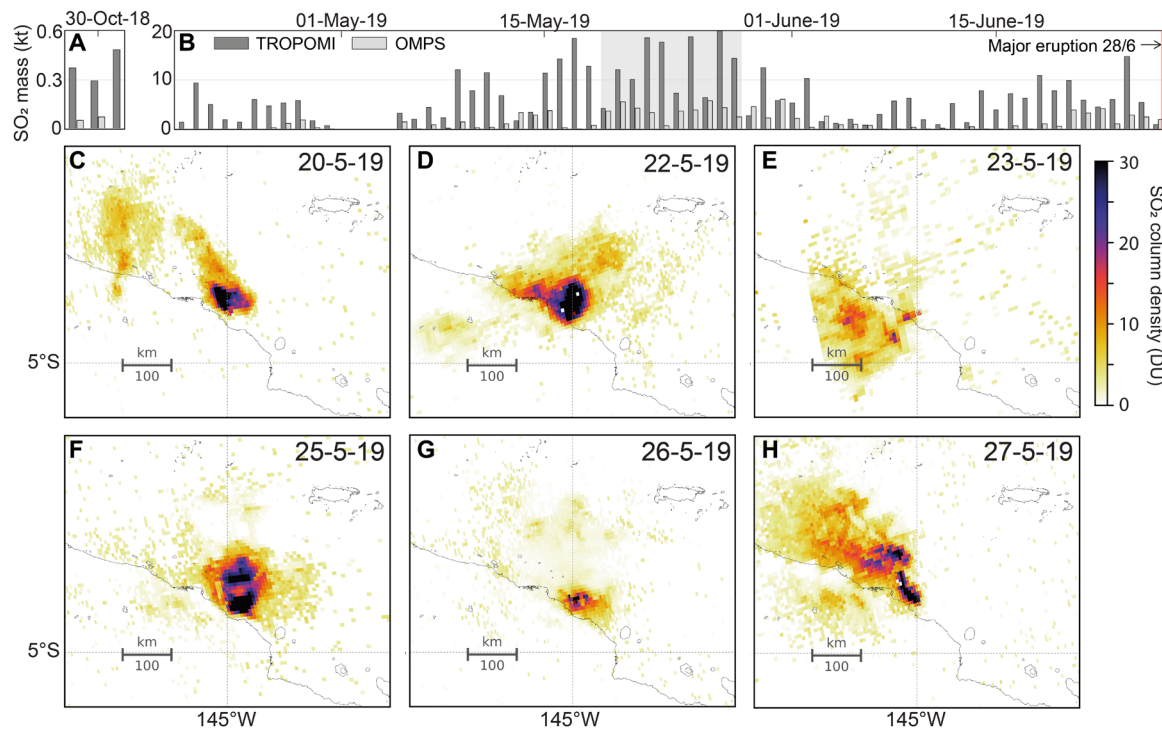 30-Oct-18 01-May-19 15-May-19 01-June-19 15-June-19
SO₂ mass (kt)
0.6
0.3
0
A
20
10
0
B
TROPOMI OMPS
Major eruption 28/6 →
C 20-5-19
5°S
km
100
D 22-5-19
km
100
E 23-5-19
km
100
30
20
10
0
SO₂ column density (DU)
F 25-5-19
5°S
km
100
145°W
G 26-5-19
km
100
145°W
H 27-5-19
km
100
145°W